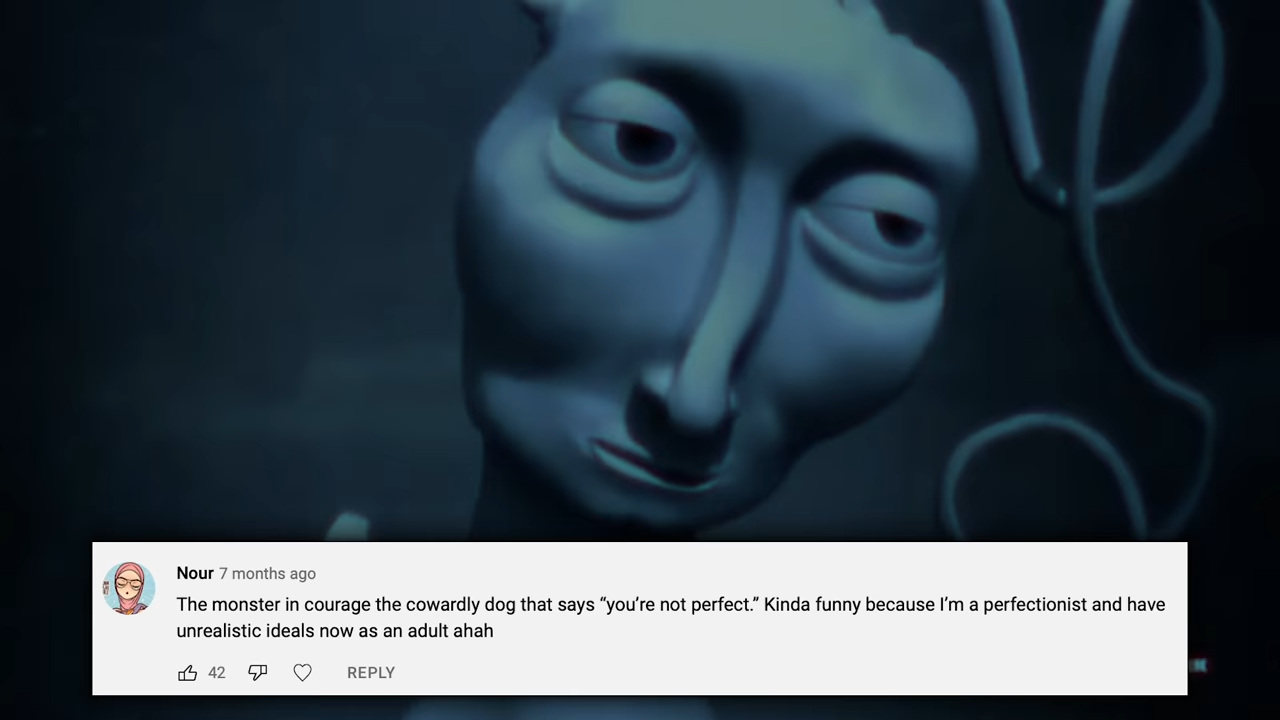 Nour 7 months ago
The monster in courage the cowardly dog that says “you’re not perfect.” Kinda funny because I’m a perfectionist and have
unrealistic ideals now as an adult ahah
42 REPLY